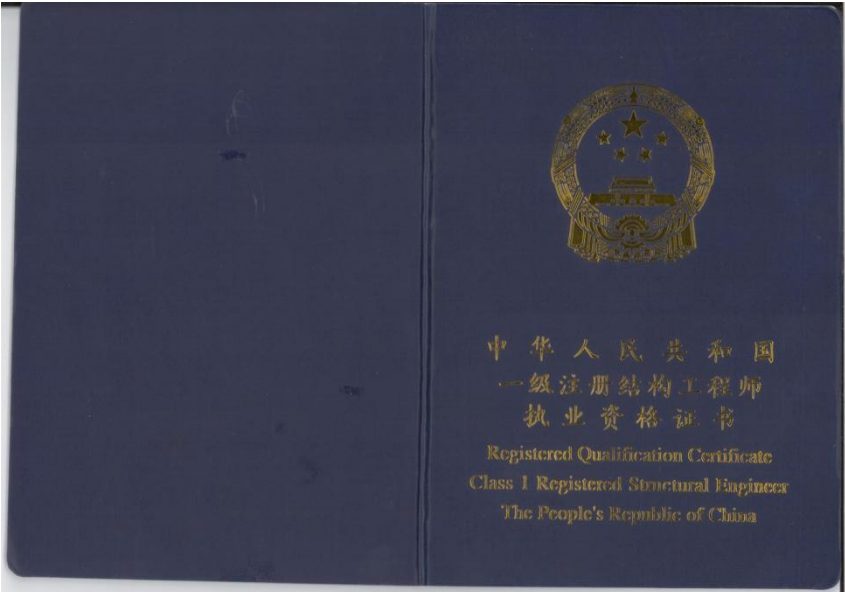 中华人民共和国
一级注册结构工程师
执业资格证书
Registered Qualification Certificate
Class 1 Registered Structural Engineer
The People's Republic of China